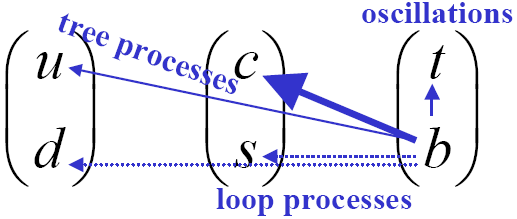 oscillations
tree processes
u c t
d s b
loop processes